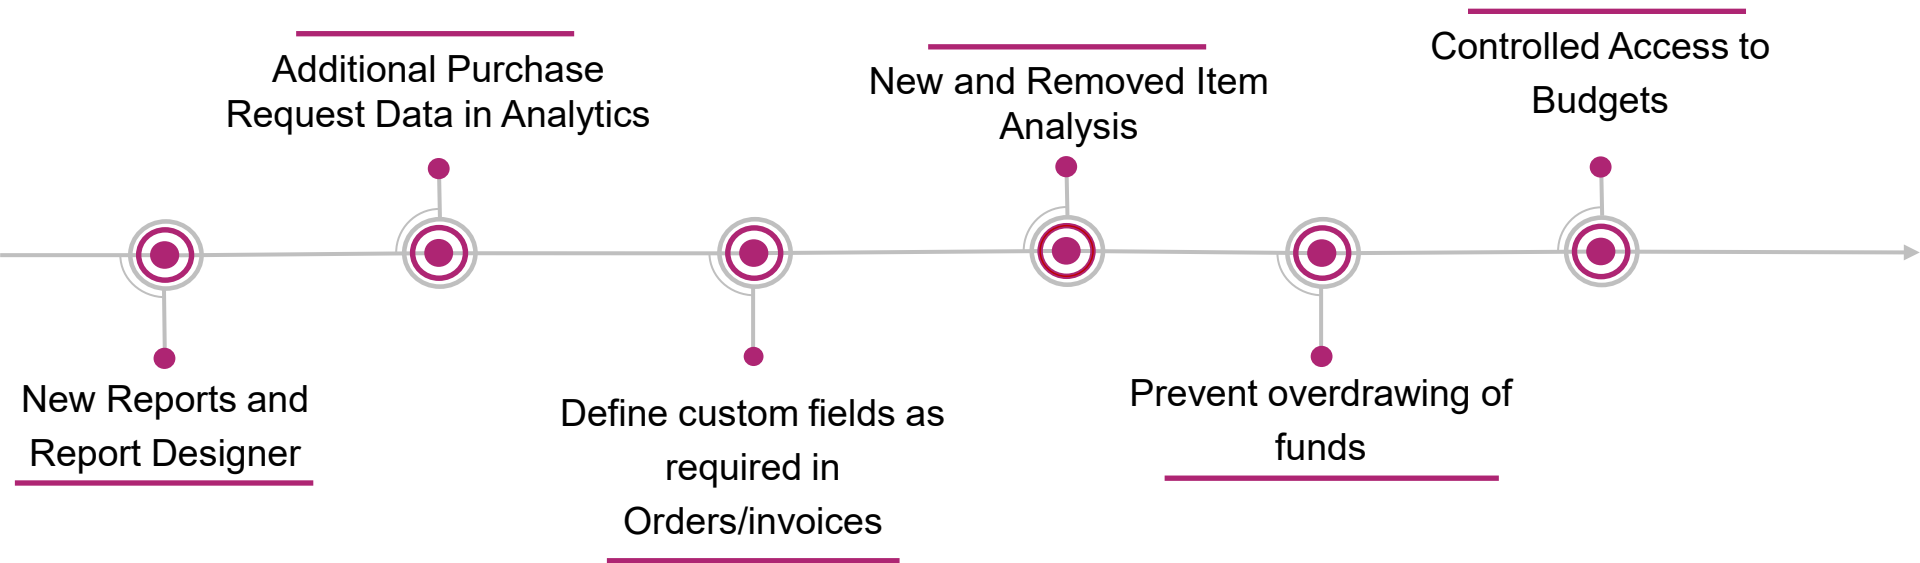 New Reports and
Report Designer
Additional Purchase
Request Data in Analytics
Define custom fields as
required in
Orders/invoices
New and Removed Item
Analysis
Prevent overdrawing of
funds
Controlled Access to
Budgets